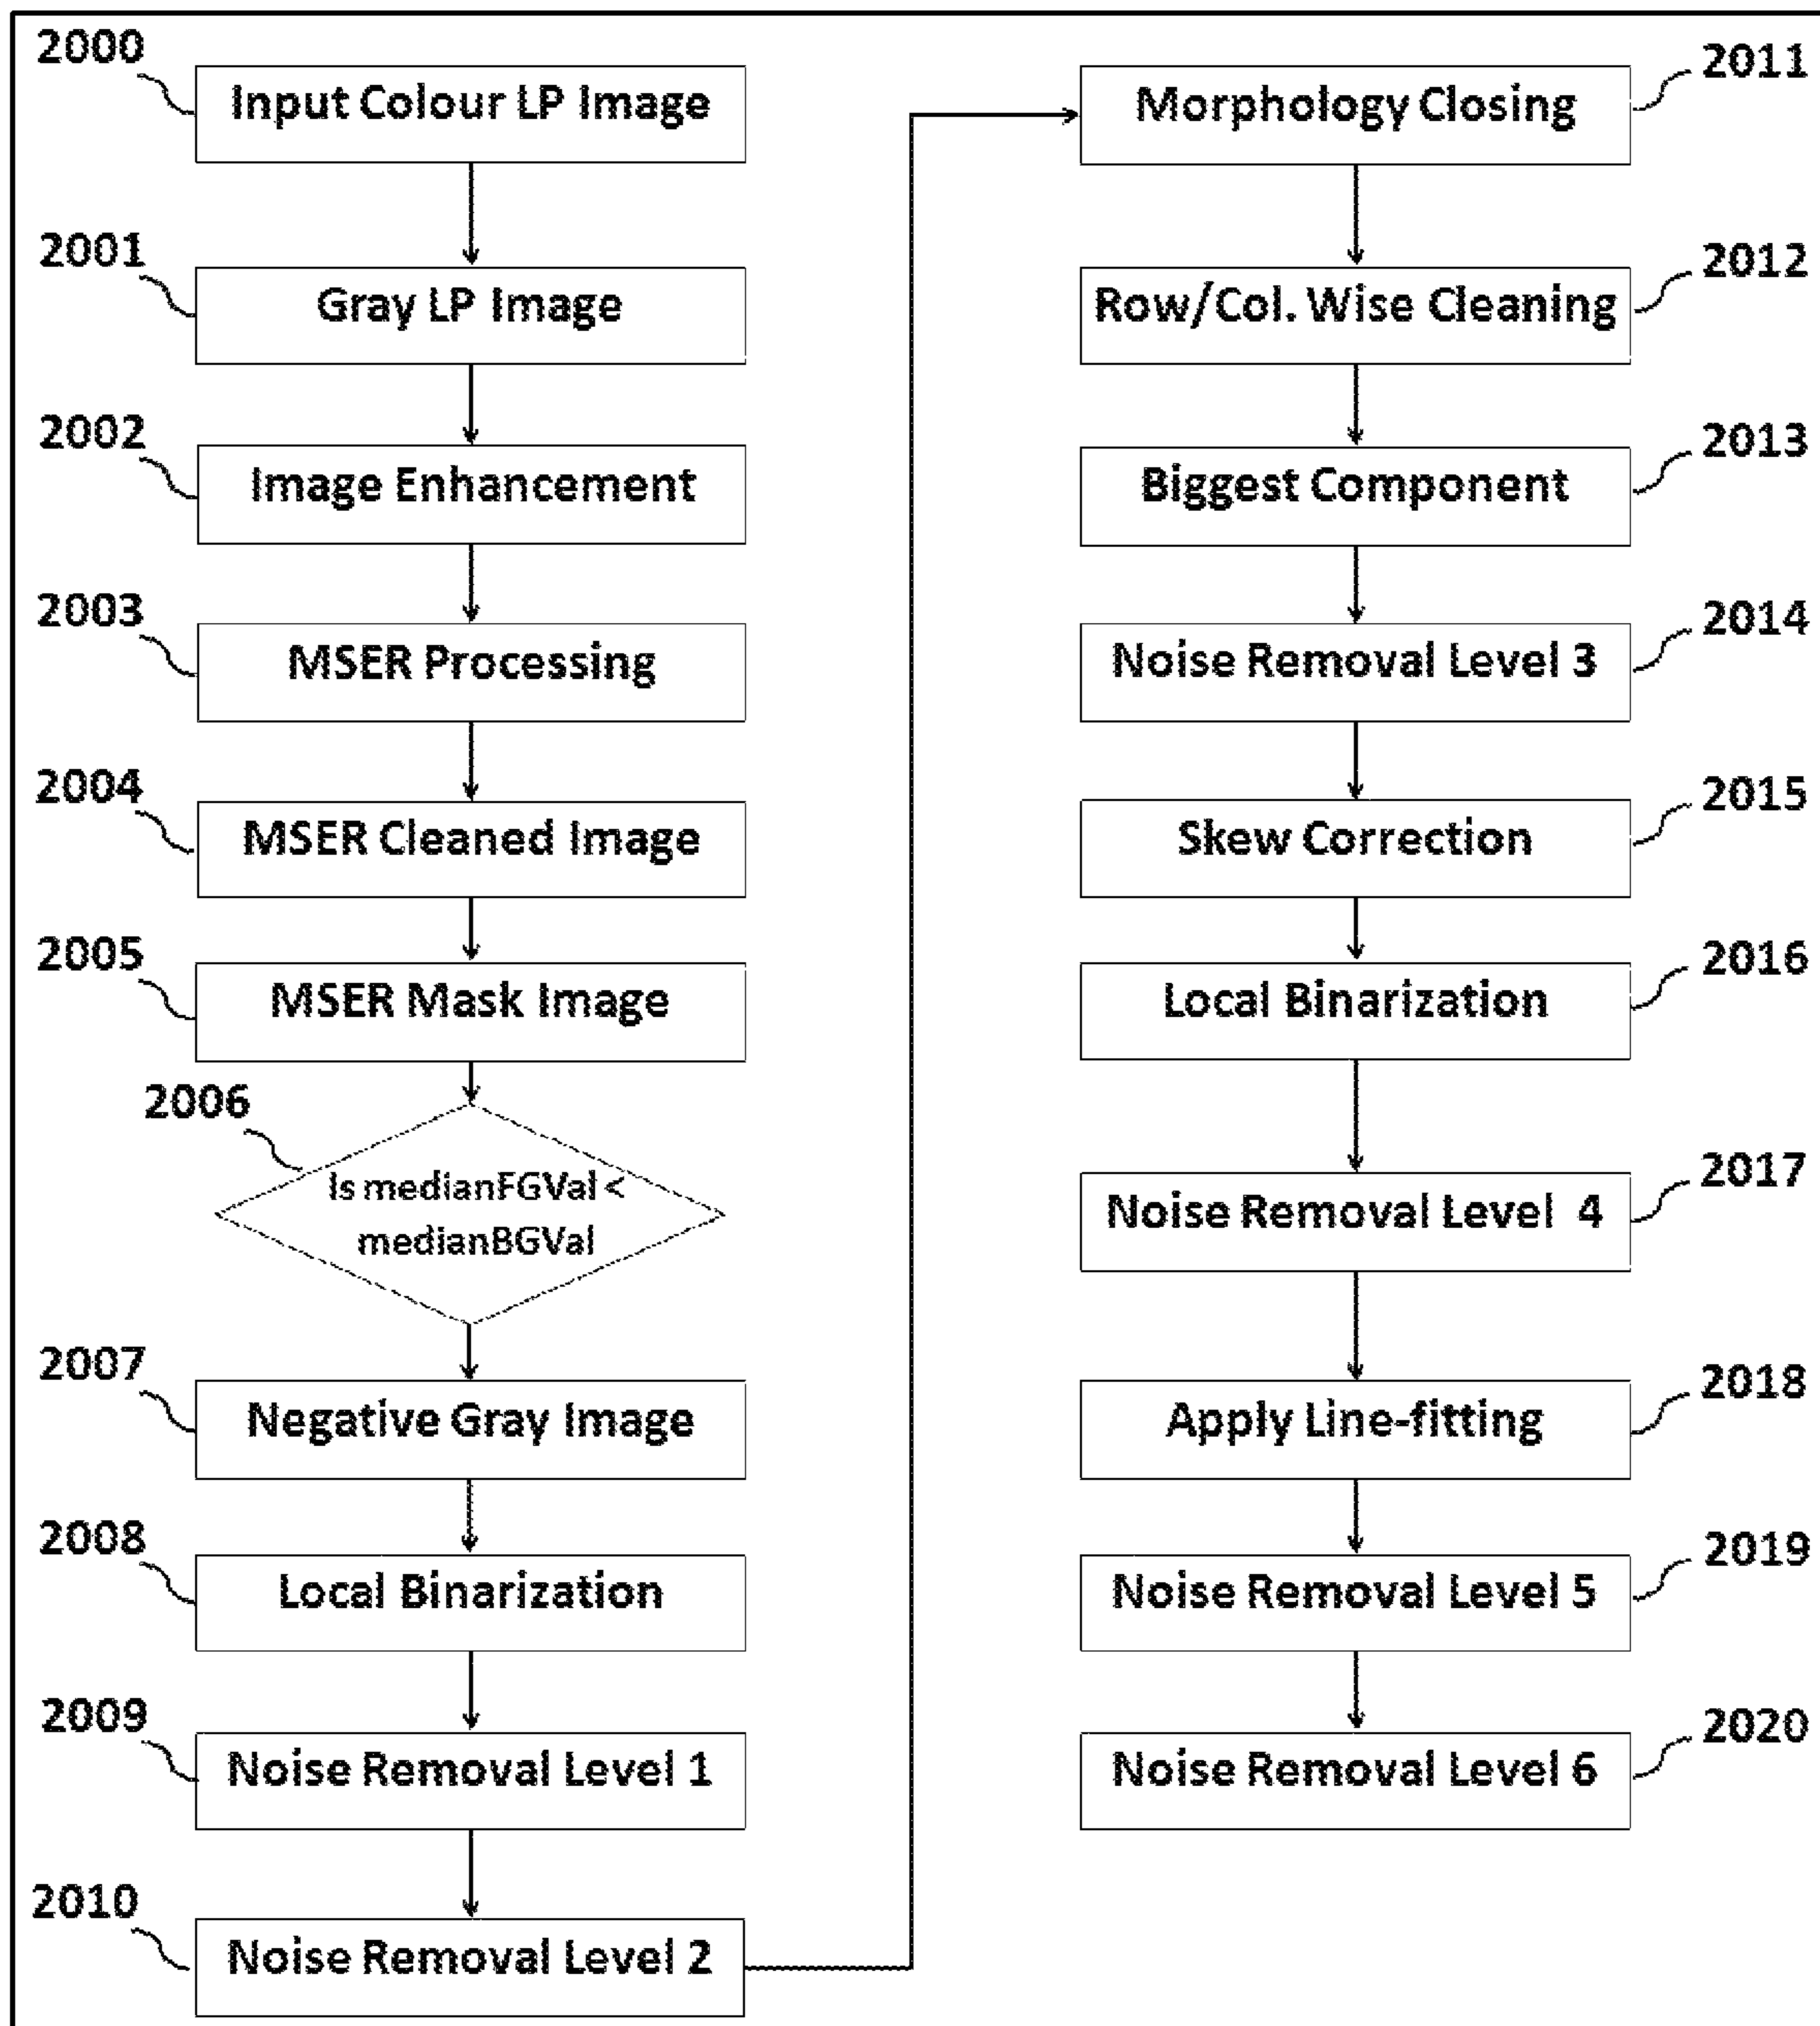 2000
Input Colour LP Image
2001
Gray LP Image
2002
Image Enhancement
2003
MSER Processing
2004
MSER Cleaned Image
2005
MSER Mask Image
2006
Is medianFGVal <
medianBGVal
2007
Negative Gray Image
2008
Local Binarization
2009
Noise Removal Level 1
2010
Noise Removal Level 2
2011
Morphology Closing
2012
Row/Col. Wise Cleaning
2013
Biggest Component
2014
Noise Removal Level 3
2015
Skew Correction
2016
Local Binarization
2017
Noise Removal Level 4
2018
Apply Line-fitting
2019
Noise Removal Level 5
2020
Noise Removal Level 6